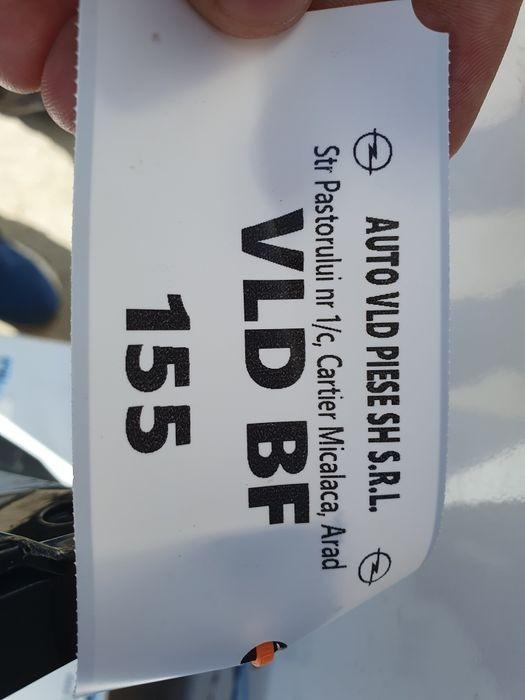 AUTO VLD PIESE SH S.R.L.
Str Pastorului nr 1/c, Cartier Micalaca, Arad
VLD BF
155